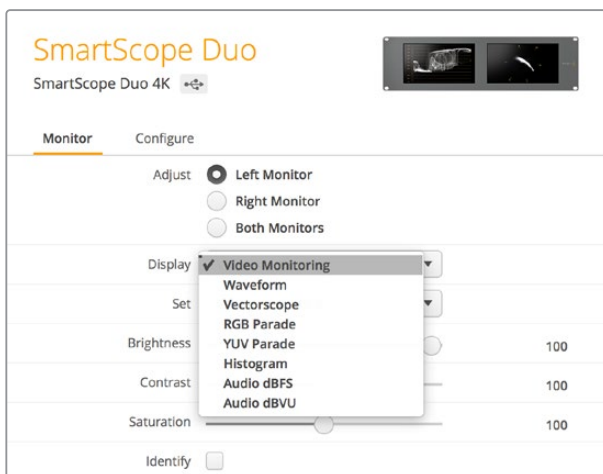 SmartScope Duo
SmartScope Duo 4K
Monitor Configure
Adjust Left Monitor
Right Monitor
Both Monitors
Display ✓ Video Monitoring
Waveform
Set Vectorscope
RGB Parade
Brightness YUV Parade 100
Histogram
Contrast Audio dBFS 100
Audio dBVU
Saturation 100
Identify